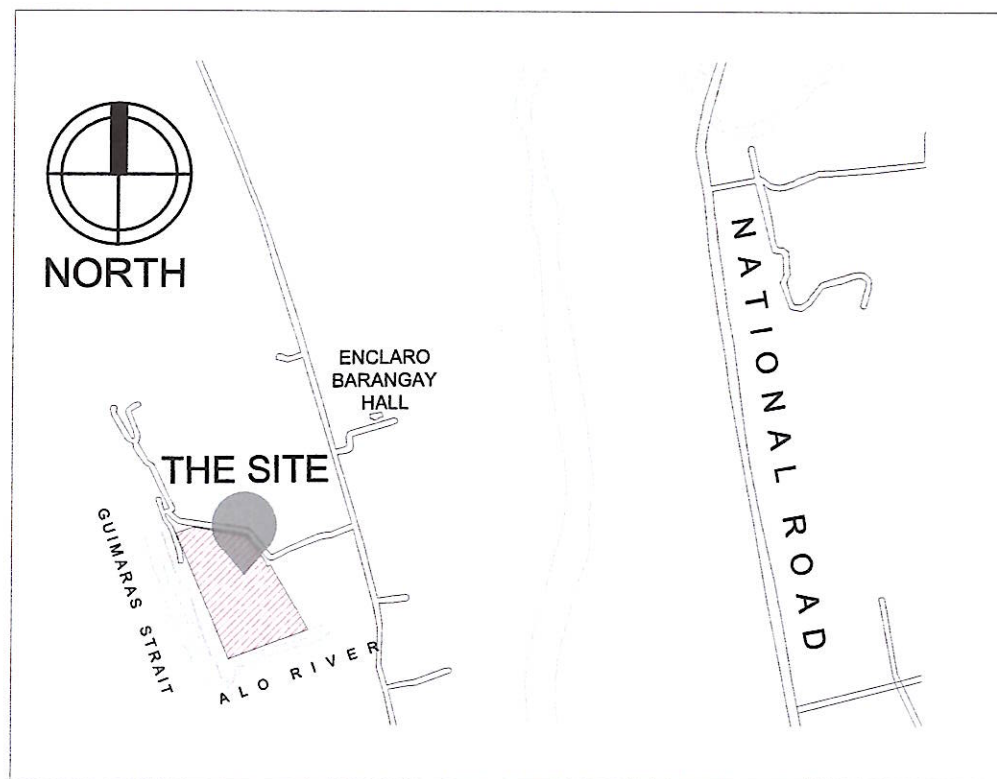 NORTH
ENCLARO
BARANGAY
HALL
THE SITE
GUIMARAS STRAIT
ALO RIVER
NATIONAL ROAD